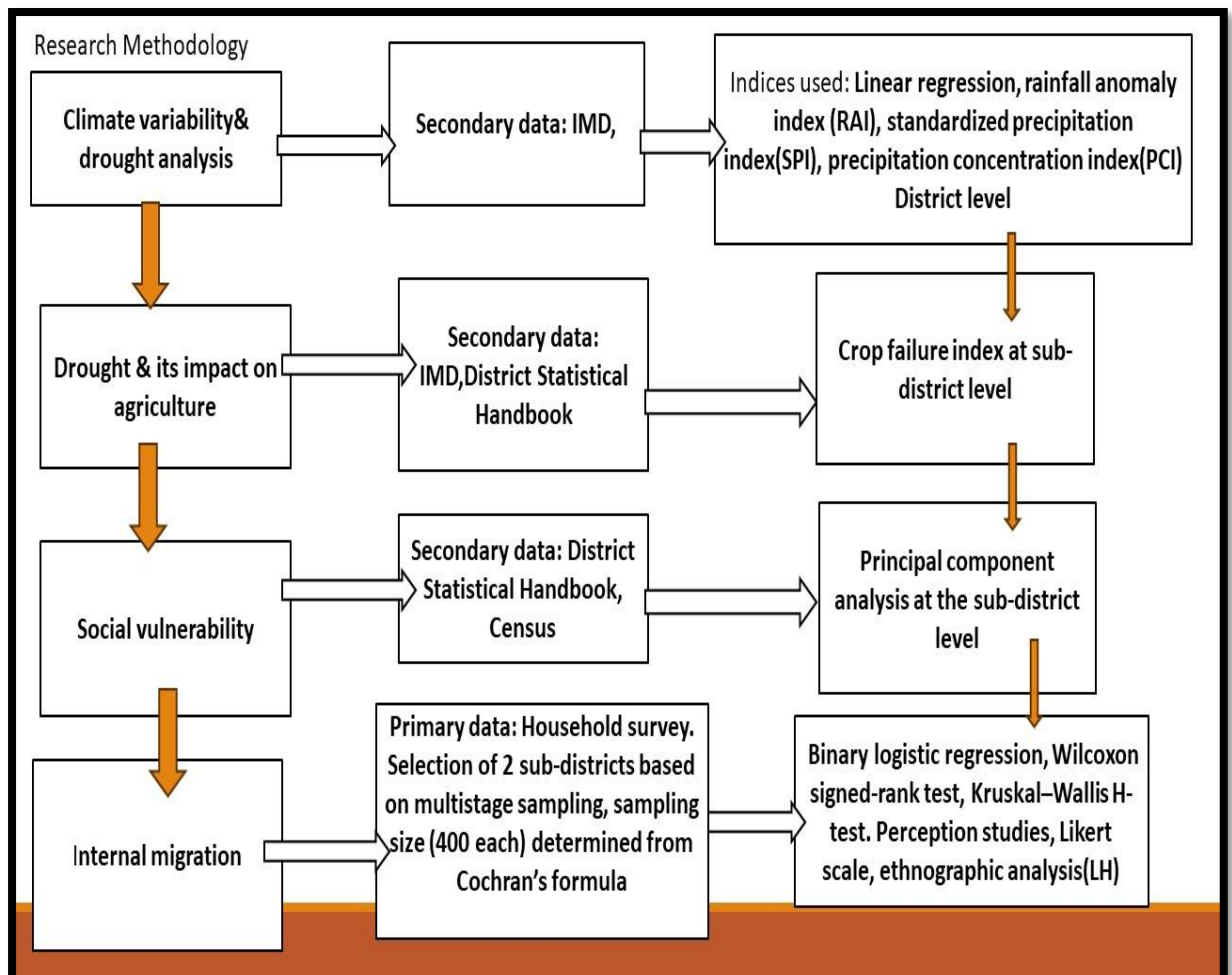 Research Methodology
Climate variability&
drought analysis
Secondary data: IMD,
Indices used: Linear regression, rainfall anomaly
index (RAI), standardized precipitation
index(SPI), precipitation concentration index(PCI)
District level
Drought & its impact on
agriculture
Secondary data:
IMD,District Statistical
Handbook
Crop failure index at sub-
district level
Social vulnerability
Secondary data: District
Statistical Handbook,
Census
Principal component
analysis at the sub-district
level
Internal migration
Primary data: Household survey.
Selection of 2 sub-districts based
on multistage sampling, sampling
size (400 each) determined from
Cochran’s formula
Binary logistic regression, Wilcoxon
signed-rank test, Kruskal–Wallis H-
test. Perception studies, Likert
scale, ethnographic analysis(LH)